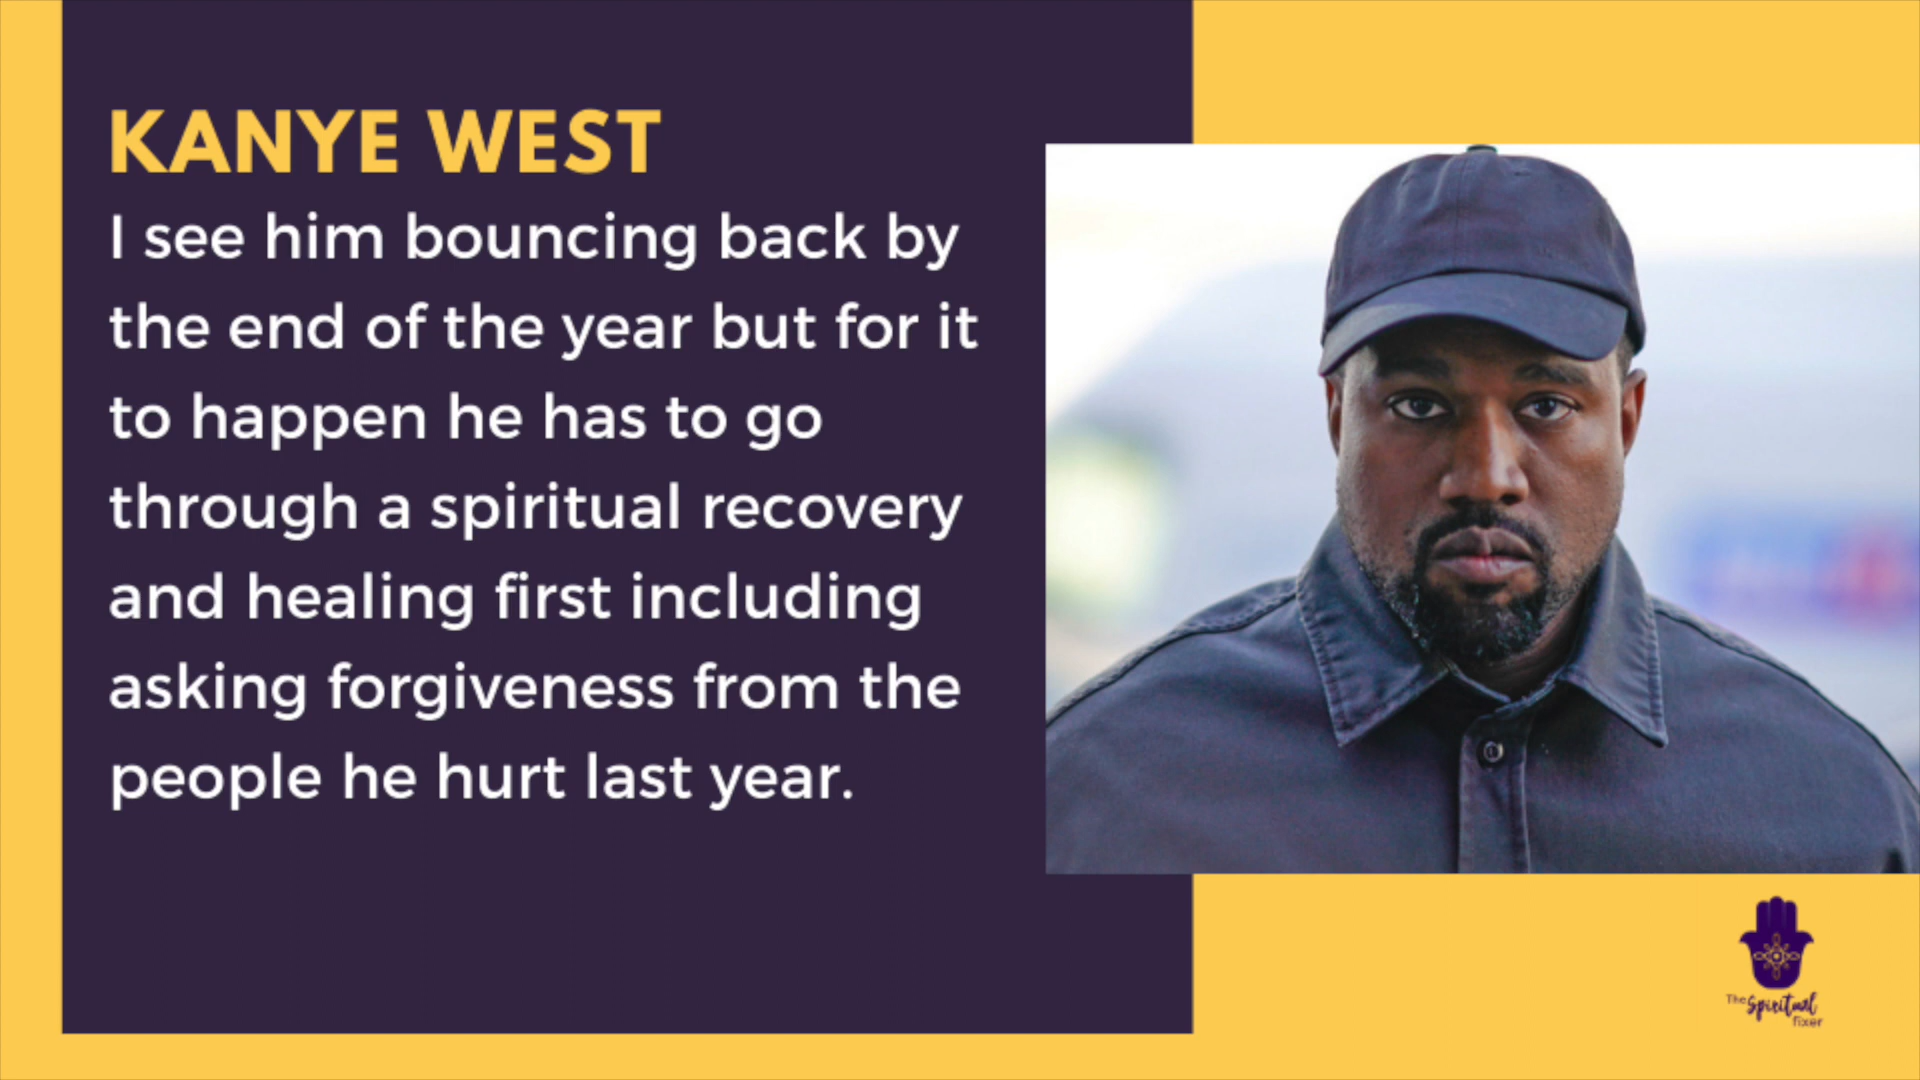 KANYE WEST
I see him bouncing back by
the end of the year but for it
to happen he has to go
through a spiritual recovery
and healing first including
asking forgiveness from the
people he hurt last year.
The Spiritual
fixer